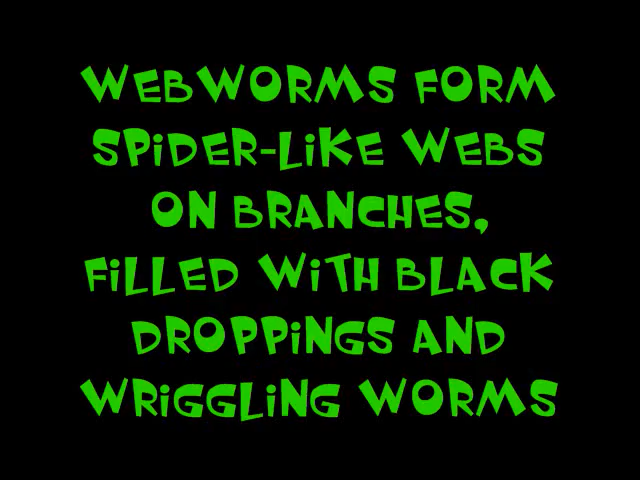 WEBWORMS FORM
SPiDER-LiKE WEBS
ON BRANCHES,
FiLLED WiTH BLACK
DROPPiNGS AND
WRiGGLiNG WORMS